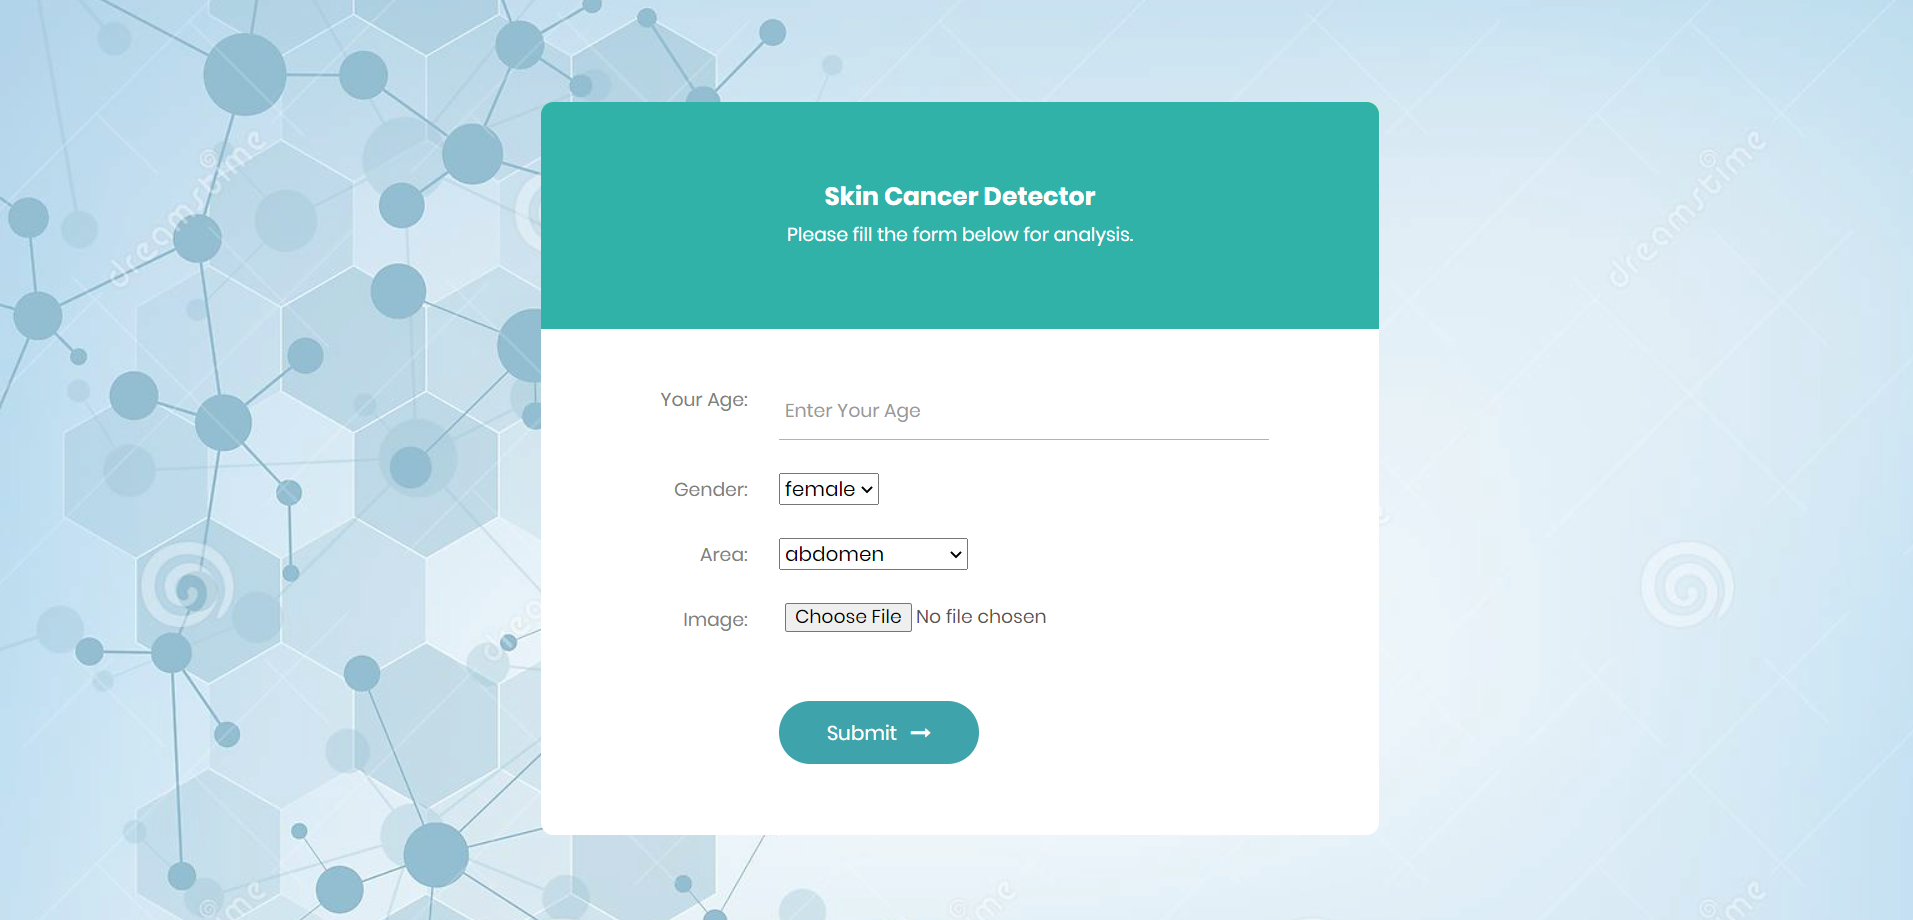 dreamstime
dreamstime
Skin Cancer Detector
Please fill the form below for analysis.
Your Age:
Enter Your Age
Gender:
female
Area:
abdomen
Image:
Choose File No file chosen
Submit